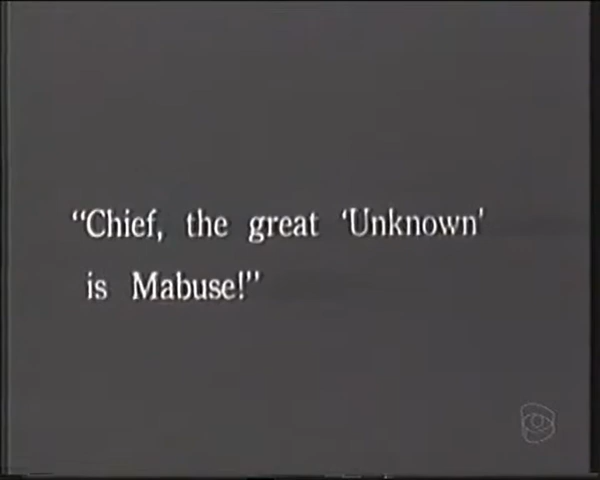 “Chief, the great ‘Unknown’
is Mabuse!”